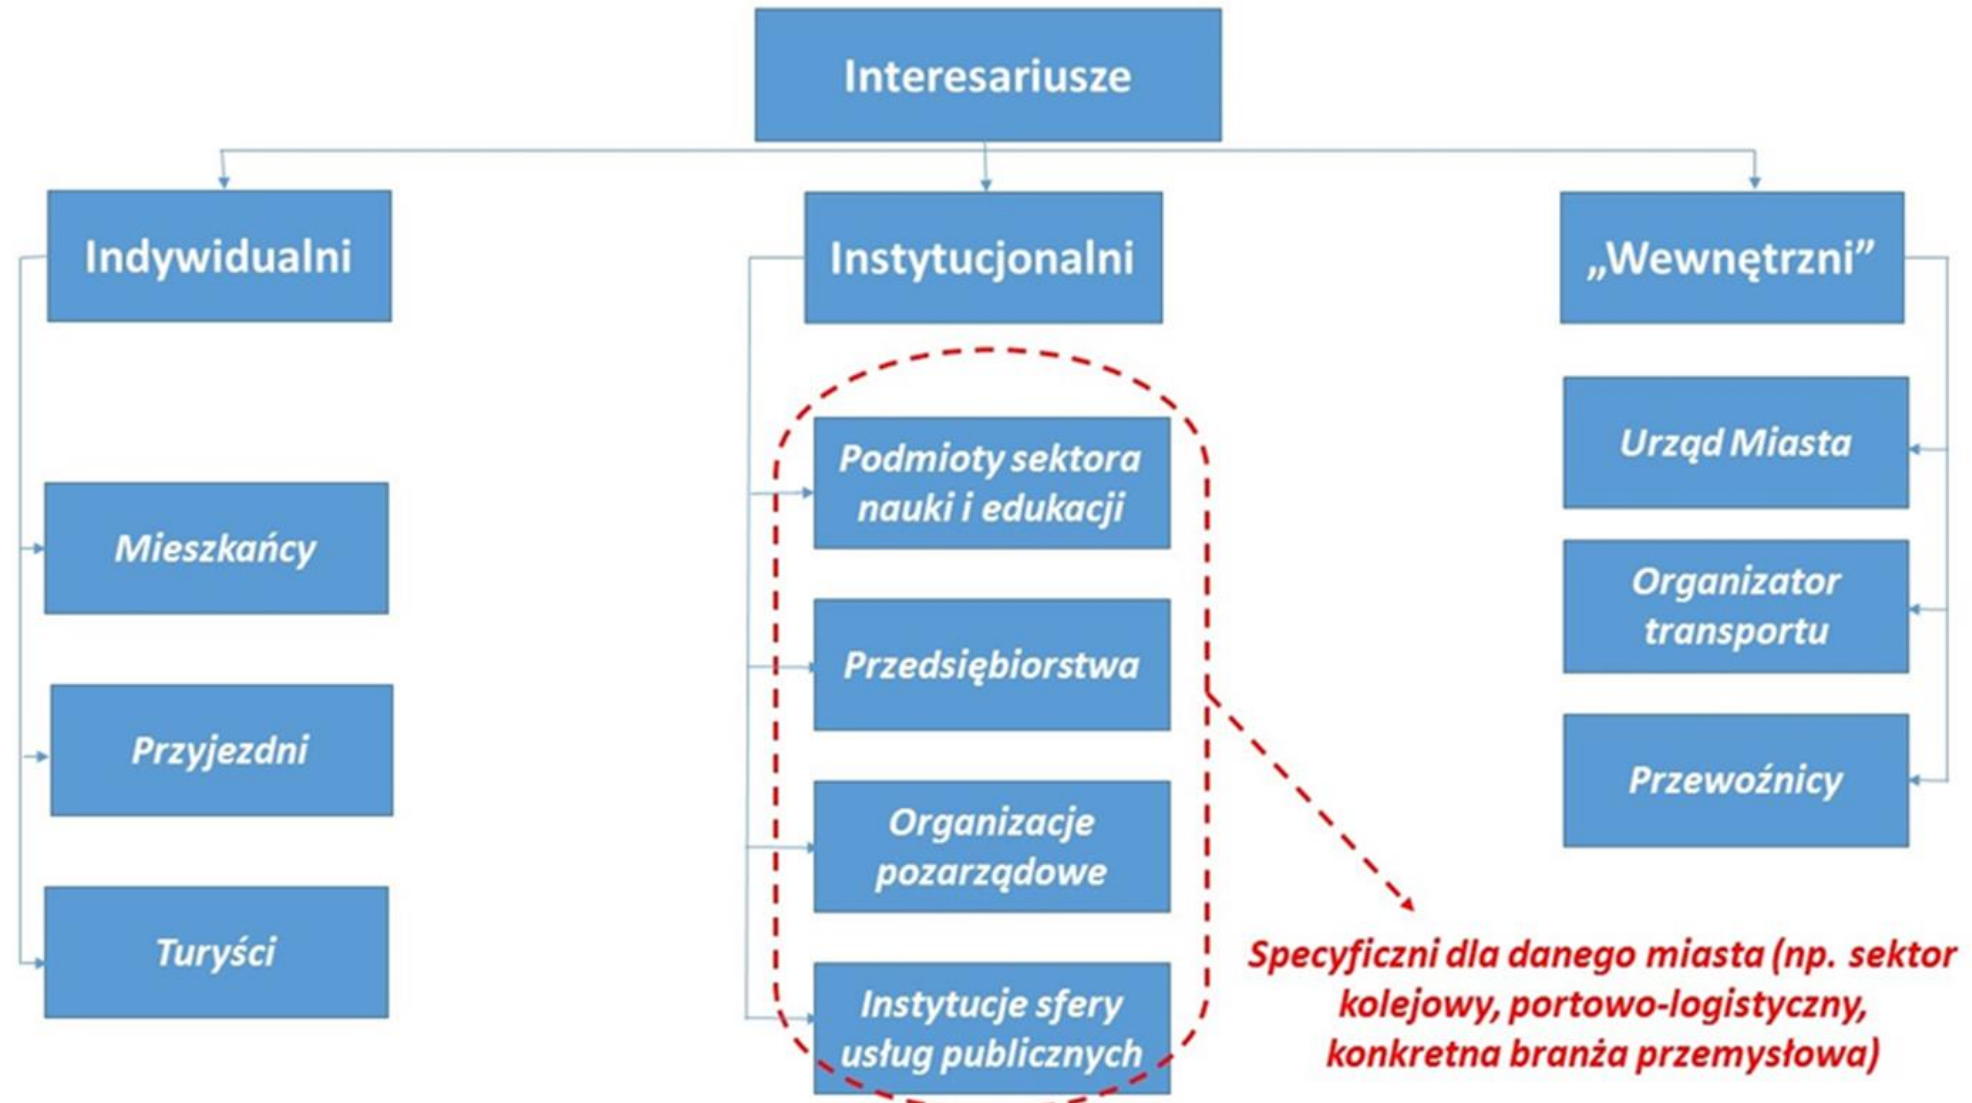 Interesariusze
Indywidualni
Instytucjonalni
„Wewnętrzni”
Mieszkańcy
Przyjezdni
Turyści
Podmioty sektora
nauki i edukacji
Przedsiębiorstwa
Organizacje
pozarządowe
Instytucje sfery
usług publicznych
Urząd Miasta
Organizator
transportu
Przewoźnicy
Specyficzni dla danego miasta (np. sektor
kolejowy, portowo-logistyczny,
konkretna branża przemysłowa)